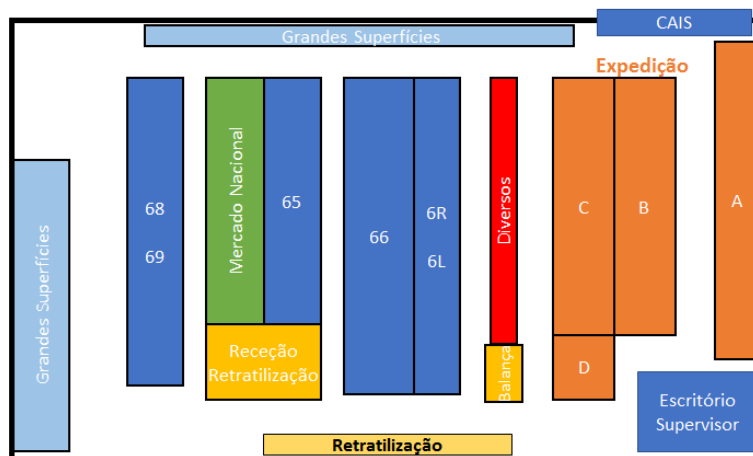 CAIS
Grandes Superfícies
Expedição
Grandes Superfícies
68
69
Mercado Nacional
65
66
6R
6L
Diversos
C
B
A
Receção
Retratilização
Balança
D
Escritório
Supervisor
Retratilização